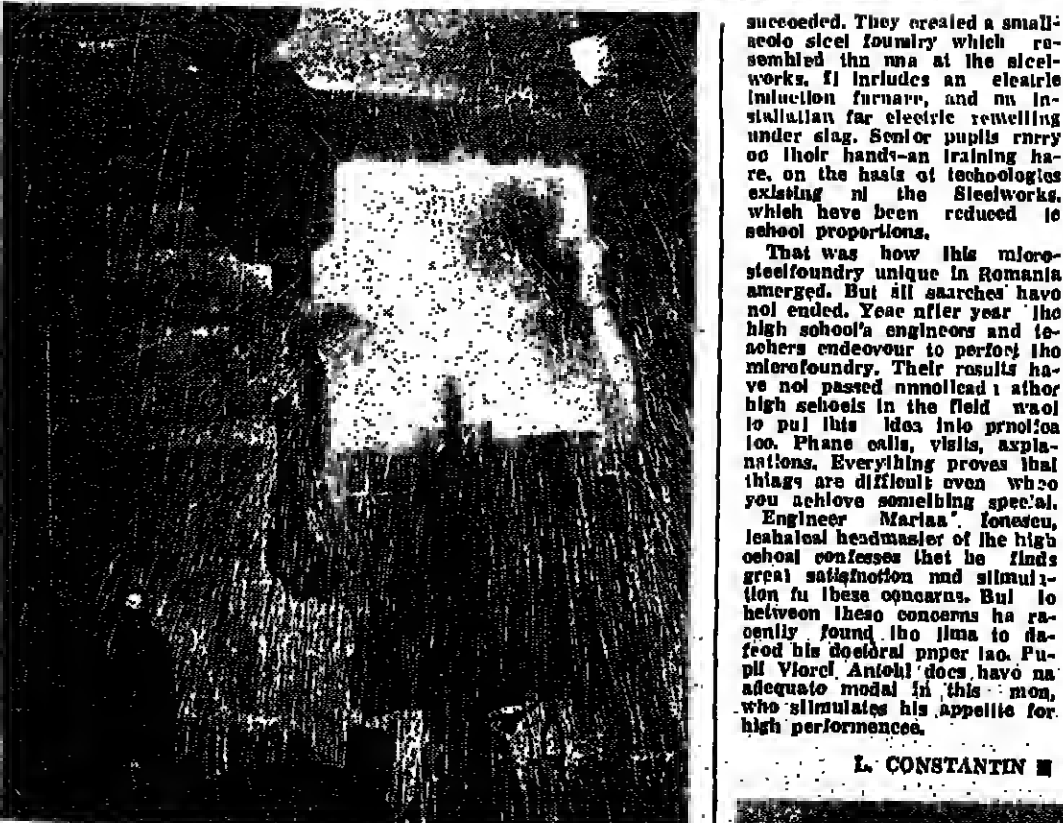 succeeded. They created a small-
scale steel foundry which re-
sembled the one at the steel-
works. It includes an electric
induction furnace, and an in-
stallation for electric remelting
under slag. Senior pupils carry
on their hands-on training he-
re, on the basis of technologies
existing at the Steelworks,
which have been reduced to
school proportions.
That was how this micro-
steelfoundry unique in Romania
emerged. But all searches have
not ended. Year after year the
high school's engineers and te-
achers endeavour to perfect the
microfoundry. Their results ha-
ve not passed unnoticed : other
high schools in the field want
to put this idea into practice
too. Phone calls, visits, expla-
nations. Everything proves that
things are difficult even when
you achieve something special.
Engineer Ionescu,
technical headmaster of the high
school confesses that he finds
great satisfaction and stimula-
tion in these concerns. But in
between these concerns he re-
cently found the time to de-
fend his doctoral paper too. Pu-
pil Viorel Antohi does have an
adequate model in this man,
who stimulates his appetite for
high performances.
L. CONSTANTIN ■